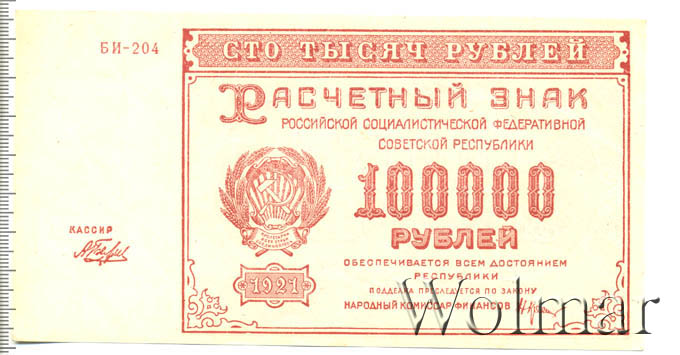 БИ-204
СТО ТЫСЯЧ РУБЛЕЙ
РАСЧЕТНЫЙ ЗНАК
РОССИЙСКОЙ СОЦИАЛИСТИЧЕСКОЙ ФЕДЕРАТИВНОЙ
СОВЕТСКОЙ РЕСПУБЛИКИ
100000
РУБЛЕЙ
КАССИР
1921
ОБЕСПЕЧИВАЕТСЯ ВСЕМ ДОСТОЯНИЕМ
РЕСПУБЛИКИ
ПОДДЕЛКА ПРЕСЛЕДУЕТСЯ ПО ЗАКОНУ
НАРОДНЫЙ КОМИССАР ФИНАНСОВ
Wolmar